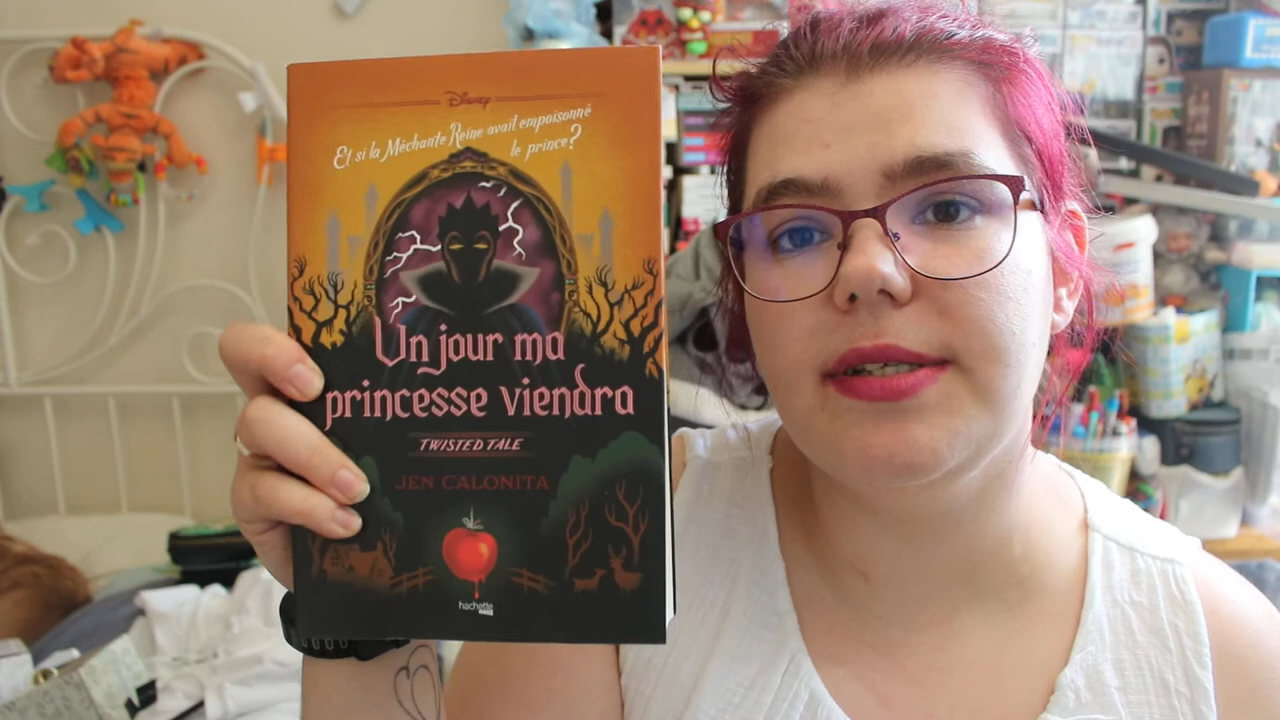 Disney
Et si la Méchante Reine avait empoisonné
le prince?
Un jour ma
princesse viendra
TWISTED TALE
JEN CALONITA
hachette